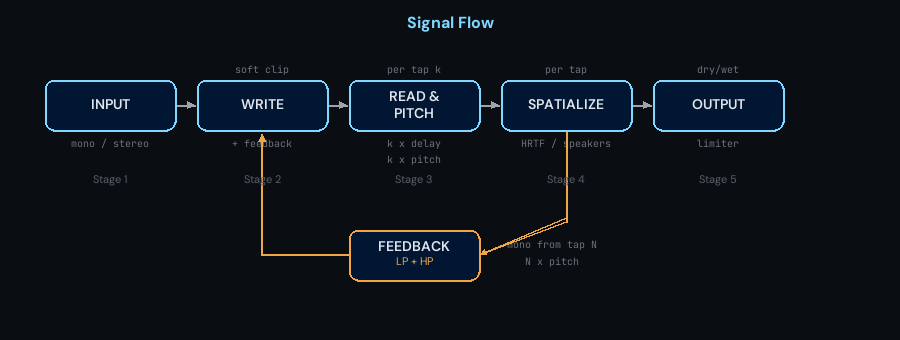 Signal Flow
soft clip
per tap k
per tap
dry/wet
INPUT
WRITE
READ &
PITCH
SPATIALIZE
OUTPUT
mono / stereo
+ feedback
k x delay
k x pitch
HRTF / speakers
limiter
Stage 1
Stage 2
Stage 3
Stage 4
Stage 5
FEEDBACK
LP + HP
mono from tap N
N x pitch